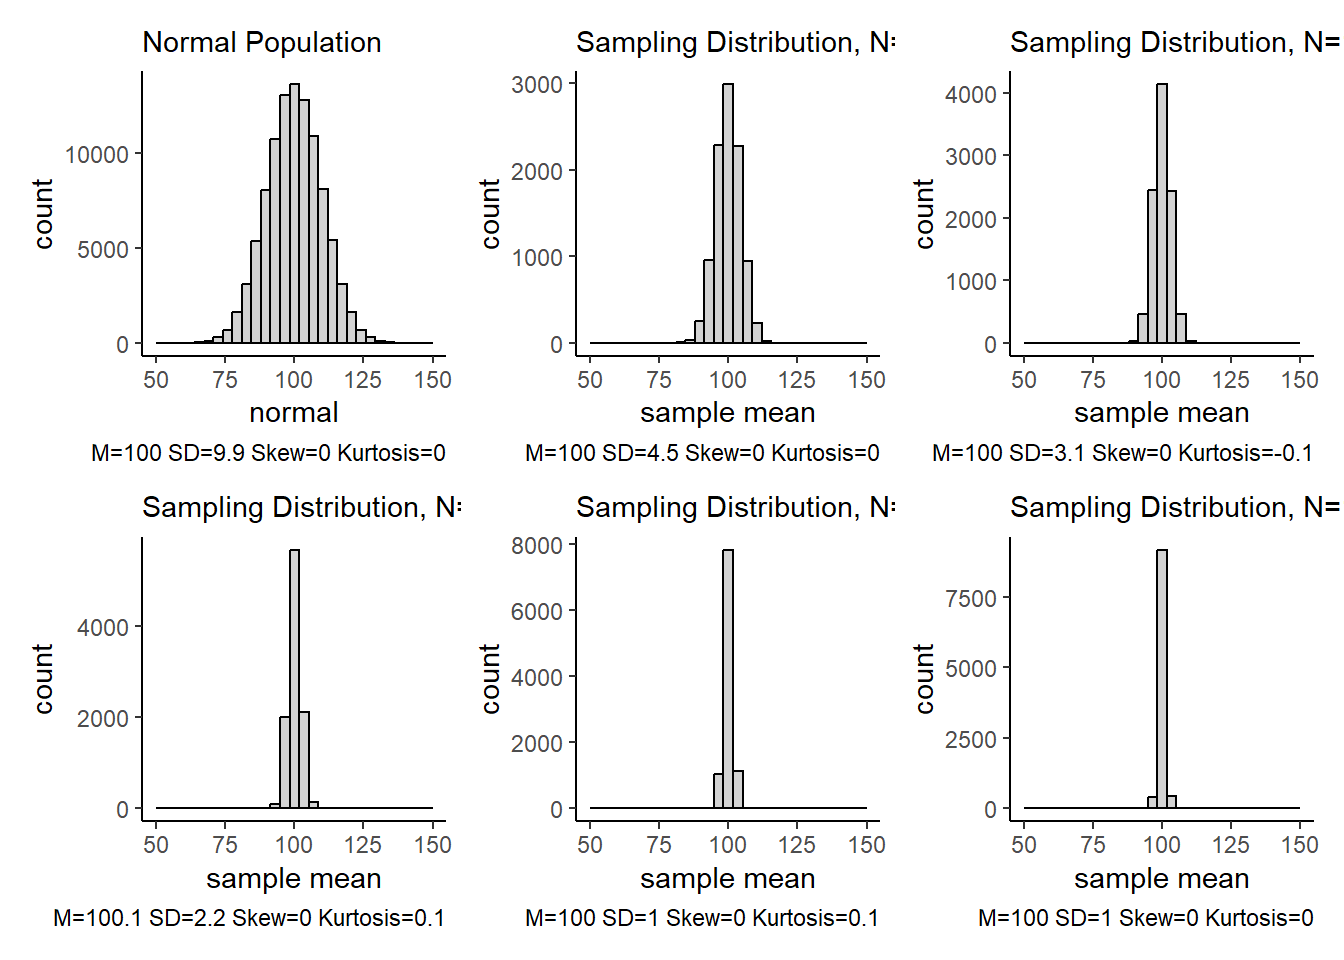 Normal Population
10000
5000
0
count
50 75 100 125 150
normal
M=100 SD=9.9 Skew=0 Kurtosis=0
Sampling Distribution, N=
3000
2000
1000
0
count
50 75 100 125 150
sample mean
M=100 SD=4.5 Skew=0 Kurtosis=0
Sampling Distribution, N=
4000
3000
2000
1000
0
count
50 75 100 125 150
sample mean
M=100 SD=3.1 Skew=0 Kurtosis=-0.1
Sampling Distribution, N=
4000
2000
0
count
50 75 100 125 150
sample mean
M=100.1 SD=2.2 Skew=0 Kurtosis=0.1
Sampling Distribution, N=
8000
6000
4000
2000
0
count
50 75 100 125 150
sample mean
M=100 SD=1 Skew=0 Kurtosis=0.1
Sampling Distribution, N=
7500
5000
2500
0
count
50 75 100 125 150
sample mean
M=100 SD=1 Skew=0 Kurtosis=0